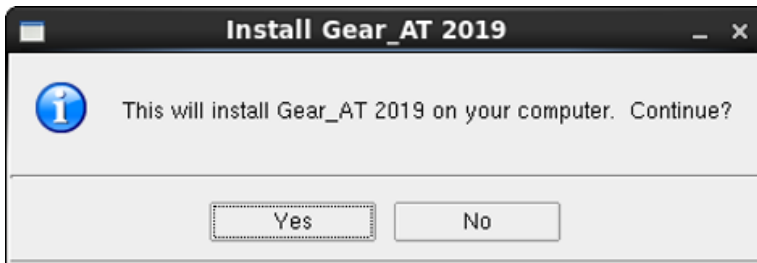 Install Gear_AT 2019
This will install Gear_AT 2019 on your computer.  Continue?
Yes No